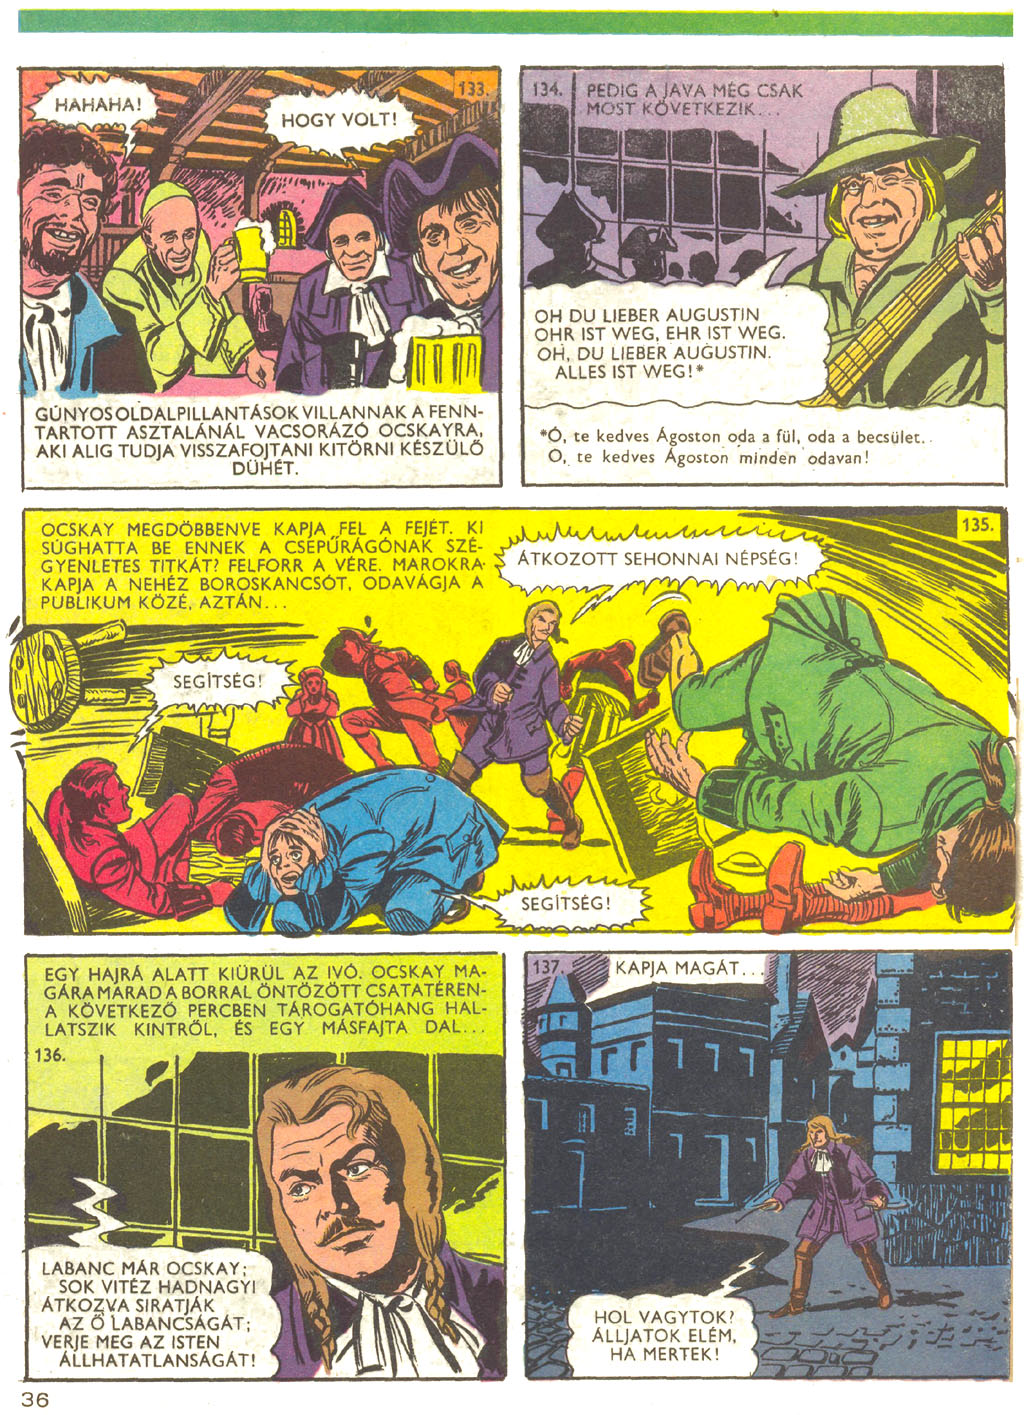 HAHAHA!
HOGY VOLT!
133.
GÚNYOS OLDALPILLANTÁSOK VILLANNAK A FENN-
TARTOTT ASZTALÁNÁL VACSORÁZÓ OCSKAYRA,
AKI ALIG TUDJA VISSZAFOJTANI KITÖRNI KÉSZÜLŐ
DÜHÉT.
134.
PEDIG A JAVA MÉG CSAK
MOST KÖVETKEZIK...
OH DU LIEBER AUGUSTIN
OHR IST WEG, EHR IST WEG.
OH, DU LIEBER AUGUSTIN.
ALLES IST WEG!*
*Ó, te kedves Ágoston oda a fül, oda a becsület..
O, te kedves Ágoston minden odavan!
OCSKAY MEGDÖBBENVE KAPJA FEL A FEJÉT. KI
SÚGHATTA BE ENNEK A CSEPŰRÁGÓNAK SZÉ-
GYENLETES TITKÁT? FELFORR A VÉRE. MAROKRA
KAPJA A NEHÉZ BOROSKANCSÓT, ODAVÁGJA A
PUBLIKUM KÖZÉ, AZTÁN...
135.
ÁTKOZOTT SEHONNAI NÉPSÉG!
SEGÍTSÉG!
SEGÍTSÉG!
EGY HAJRÁ ALATT KIÜRÜL AZ IVÓ. OCSKAY MA-
GÁRA MARAD A BORRAL ÖNTÖZÖTT CSATATÉREN-
A KÖVETKEZŐ PERCBEN TÁROGATÓHANG HAL-
LATSZIK KINTRŐL, ÉS EGY MÁSFAJTA DAL...
136.
LABANC MÁR OCSKAY;
SOK VITÉZ HADNAGYI
ÁTKOZVA SIRATJÁK
AZ Ő LABANCSÁGÁT;
VERJE MEG AZ ISTEN
ÁLLHATATLANSÁGÁT!
137.
KAPJA MAGÁT...
HOL VAGYTOK?
ÁLLJATOK ELÉM,
HA MERTEK!
36